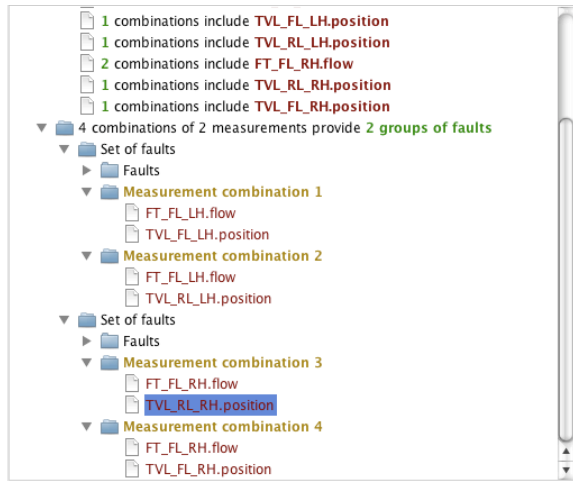 1 combinations include TVL_FL_LH.position
1 combinations include TVL_RL_LH.position
2 combinations include FT_FL_RH.flow
1 combinations include TVL_RL_RH.position
1 combinations include TVL_FL_RH.position
4 combinations of 2 measurements provide 2 groups of faults
Set of faults
Faults
Measurement combination 1
FT_FL_LH.flow
TVL_FL_LH.position
Measurement combination 2
FT_FL_LH.flow
TVL_RL_LH.position
Set of faults
Faults
Measurement combination 3
FT_FL_RH.flow
TVL_RL_RH.position
Measurement combination 4
FT_FL_RH.flow
TVL_FL_RH.position